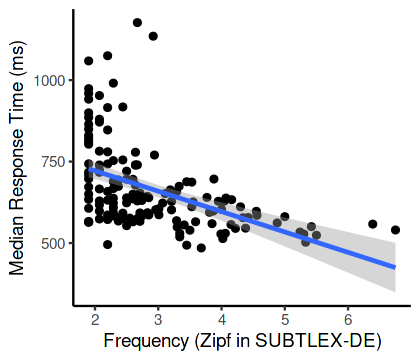 Median Response Time (ms)
1000
750
500
2 3 4 5 6
Frequency (Zipf in SUBTLEX-DE)